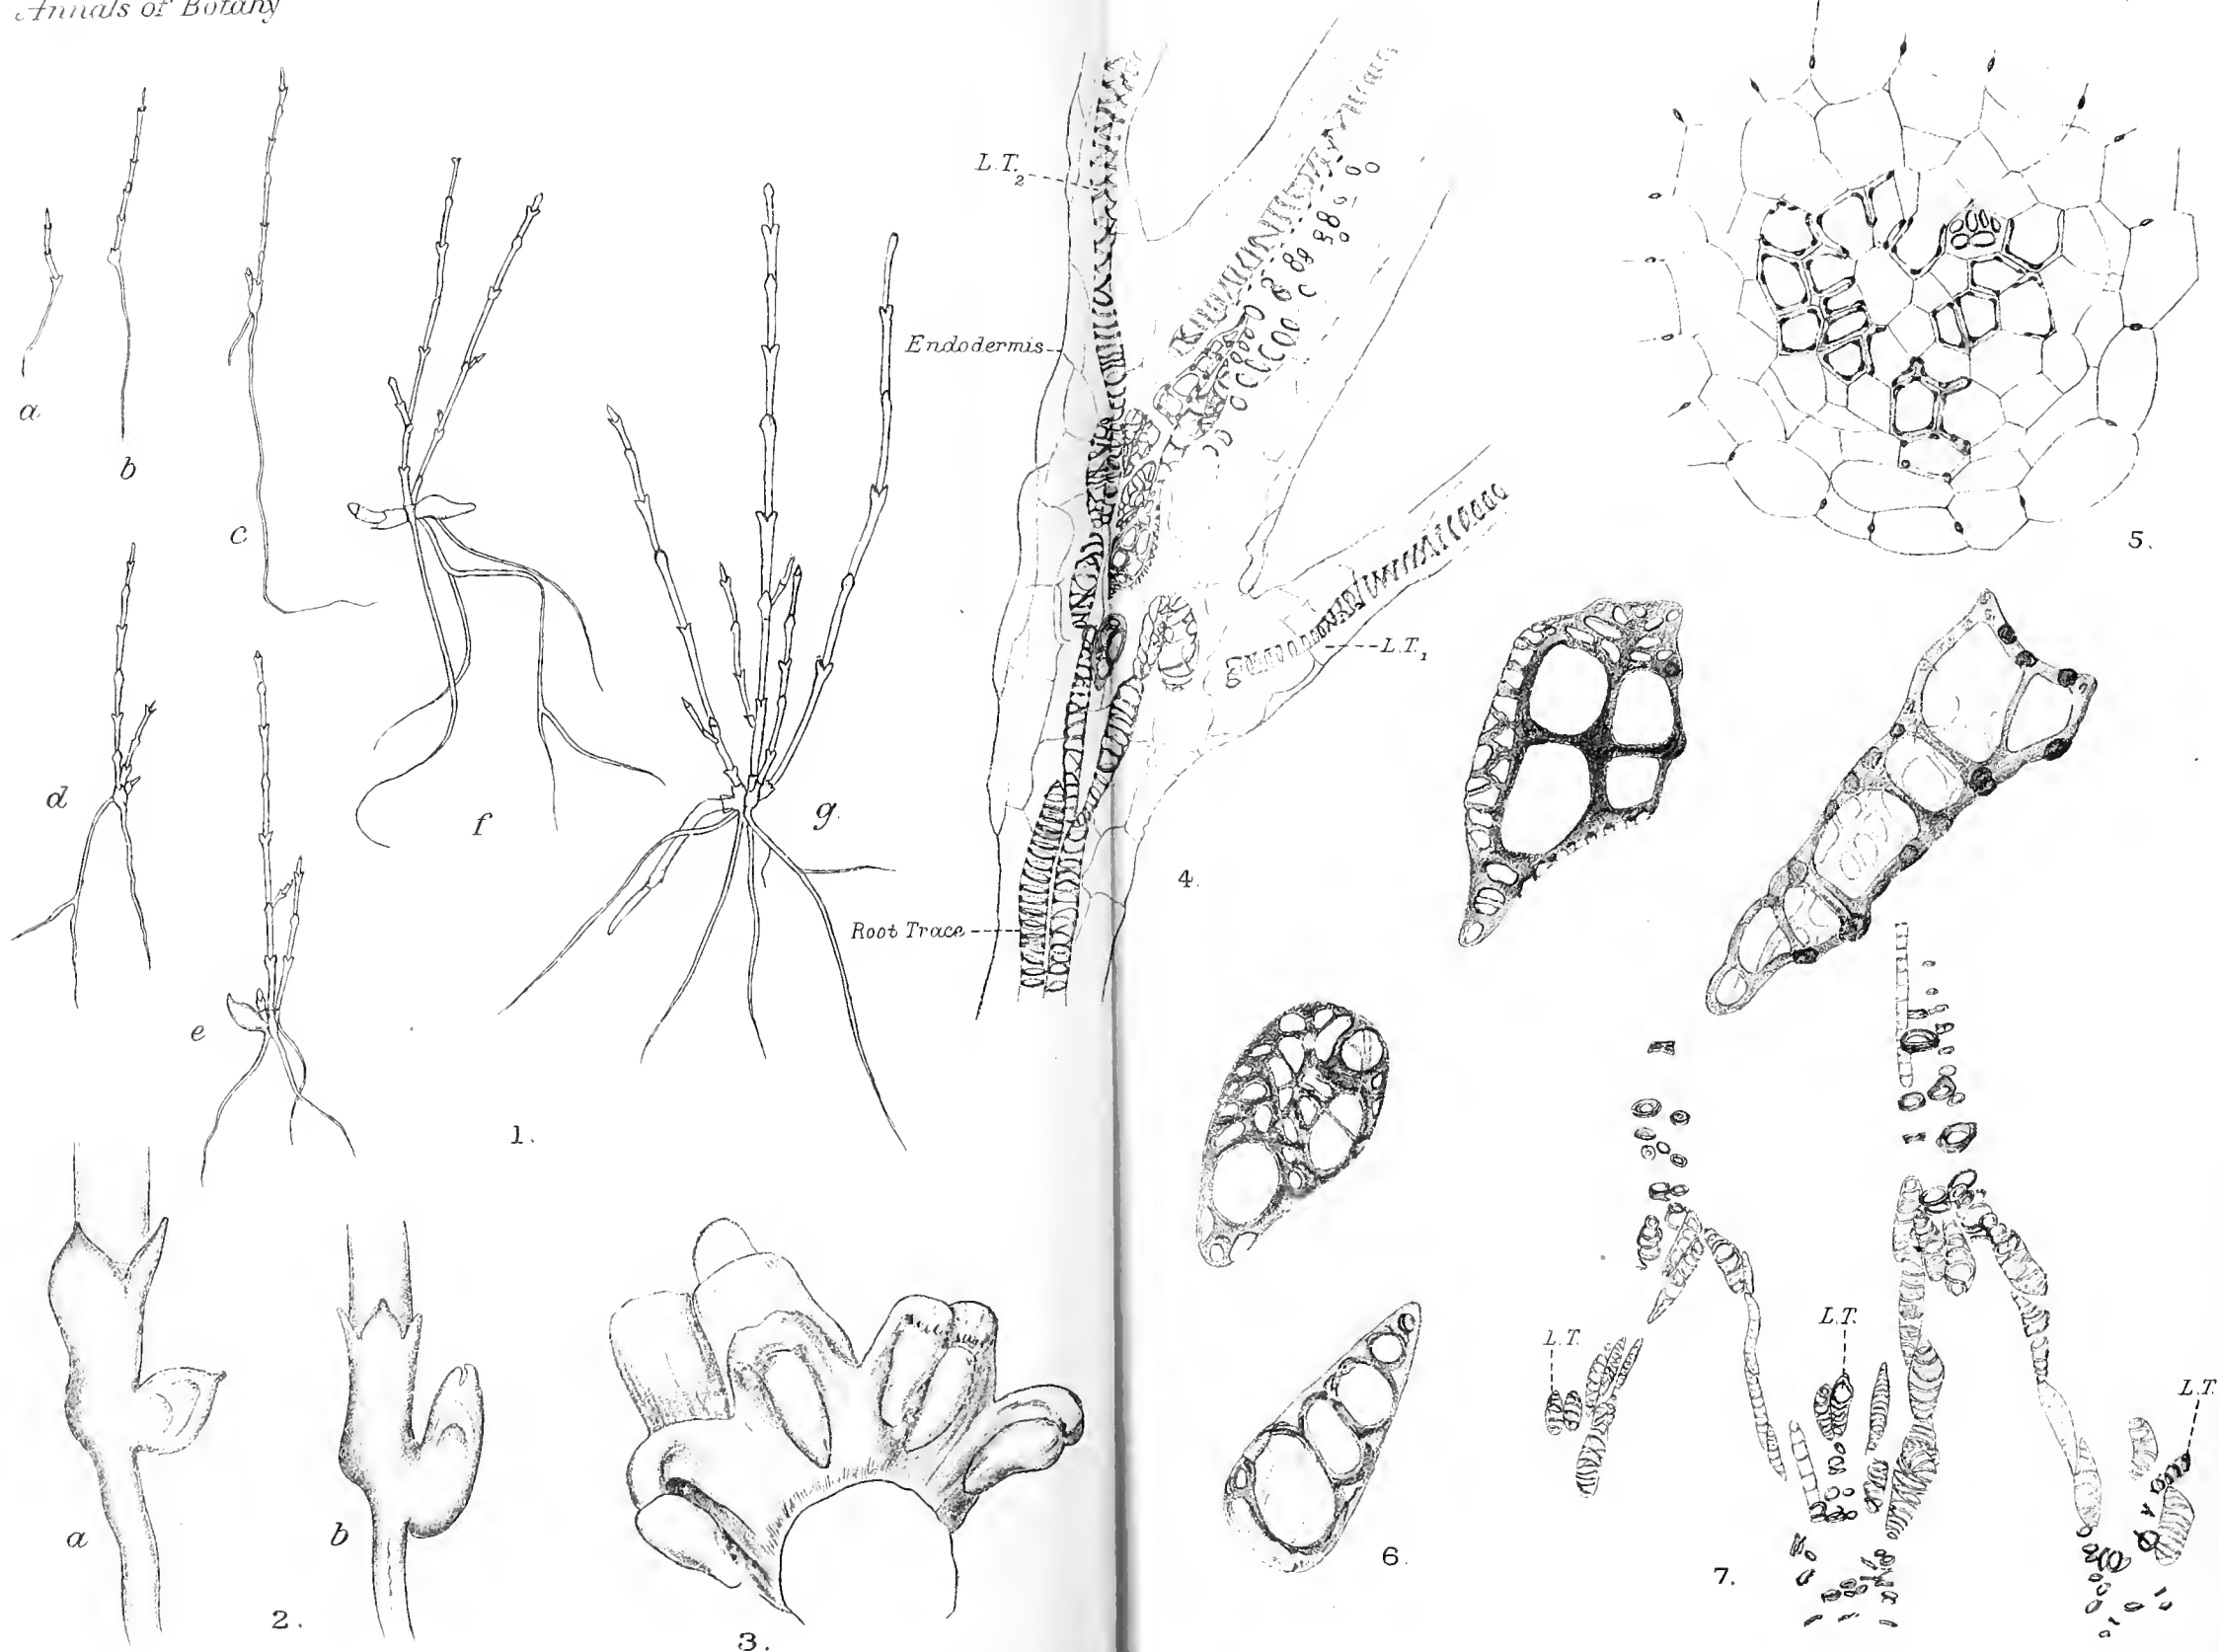 Annals of Botany
a
b
c
d
e
f
g.
1.
a
b
2.
3.
L.T.2
Endodermis
Root Trace
L.T.1
4.
5.
6.
L.T.
L.T.
L.T.
7.